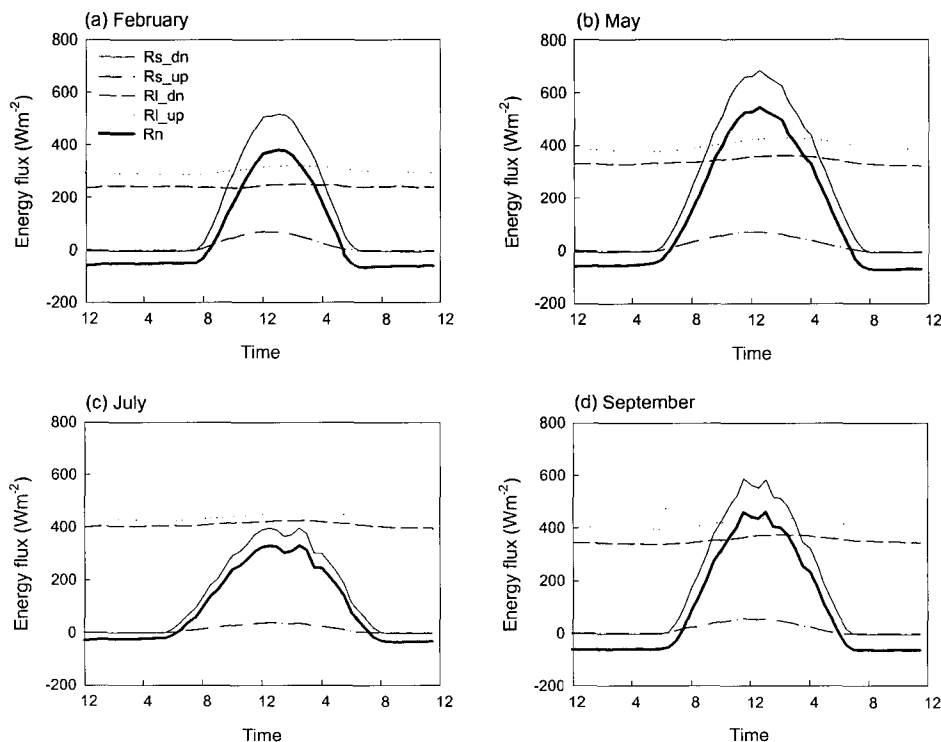 (a) February
800
600
400
200
0
-200
Energy flux (Wm⁻²)
Rs_dn
Rs_up
Rl_dn
Rl_up
Rn
12 4 8 12 4 8 12
Time
(b) May
800
600
400
200
0
-200
Energy flux (Wm⁻²)
12 4 8 12 4 8 12
Time
(c) July
800
600
400
200
0
-200
Energy flux (Wm⁻²)
12 4 8 12 4 8 12
Time
(d) September
800
600
400
200
0
-200
Energy flux (Wm⁻²)
12 4 8 12 4 8 12
Time